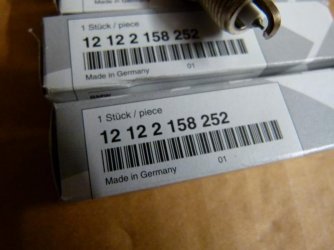 1 Stück / piece
12 12 2 158 252
01
Made in Germany
BMW
1 Stück / piece
12 12 2 158 252
01
Made in Germany